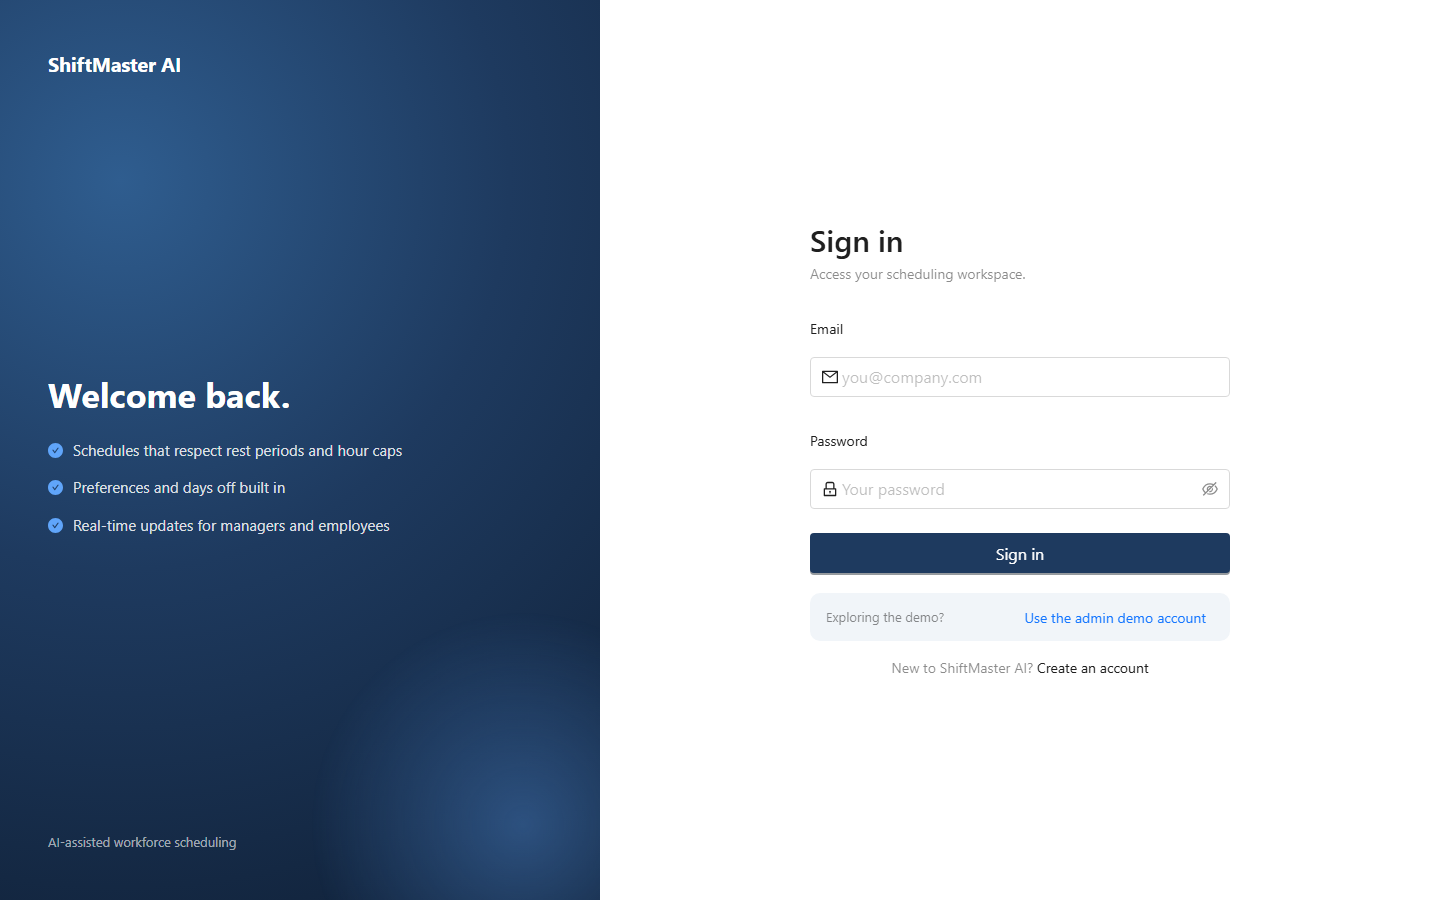 ShiftMaster AI
Welcome back.
Schedules that respect rest periods and hour caps
Preferences and days off built in
Real-time updates for managers and employees
AI-assisted workforce scheduling
Sign in
Access your scheduling workspace.
Email
you@company.com
Password
Your password
Sign in
Exploring the demo? Use the admin demo account
New to ShiftMaster AI? Create an account